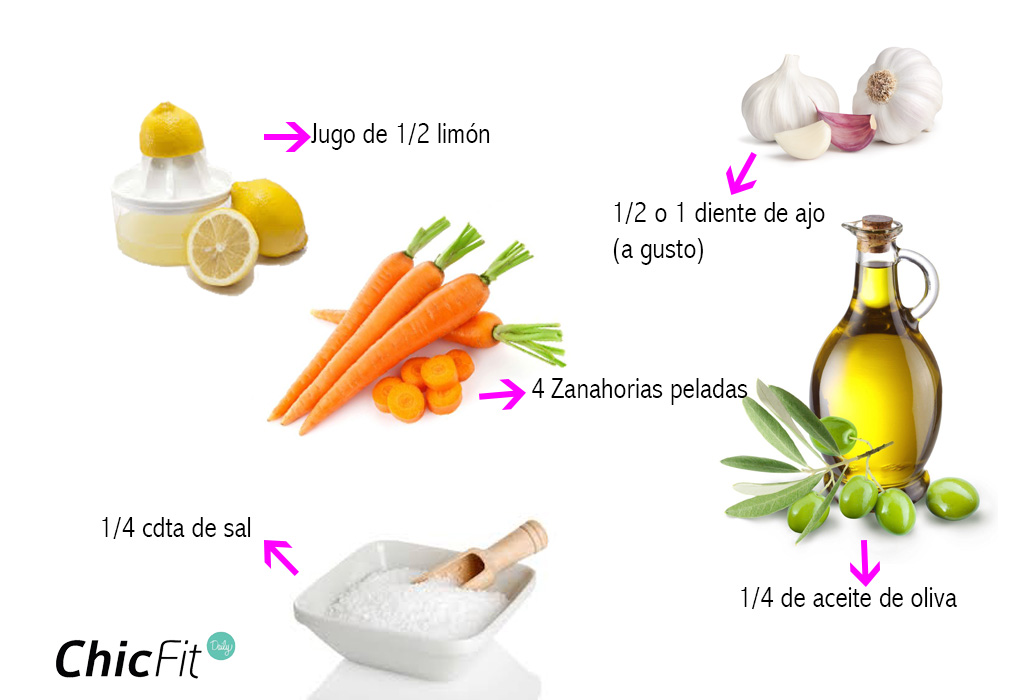 Jugo de 1/2 limón
1/2 o 1 diente de ajo
(a gusto)
4 Zanahorias peladas
1/4 cdta de sal
1/4 de aceite de oliva
ChicFit Daily